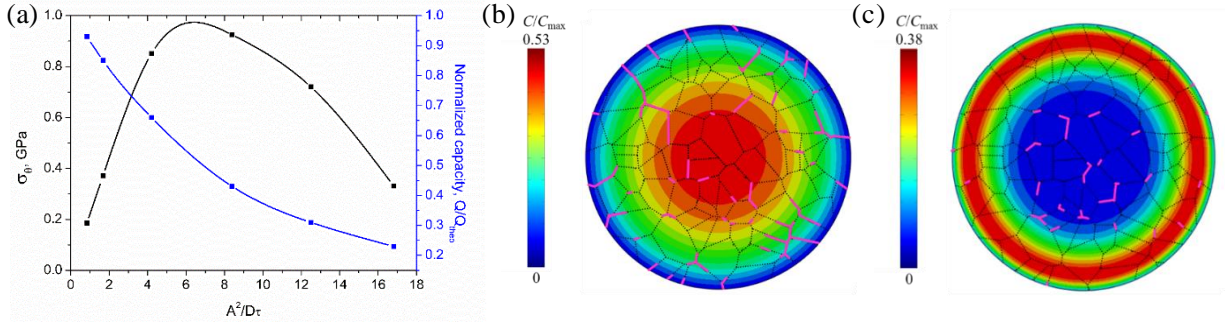 (a)
1.0
0.8
0.6
0.4
0.2
0.0
σθ, GPa
0 2 4 6 8 10 12 14 16 18
A²/Dτ
1.0
0.9
0.8
0.7
0.6
0.5
0.4
0.3
0.2
Normalized capacity, Q/Qtheo
(b)
C/Cmax
0.53
0
(c)
C/Cmax
0.38
0